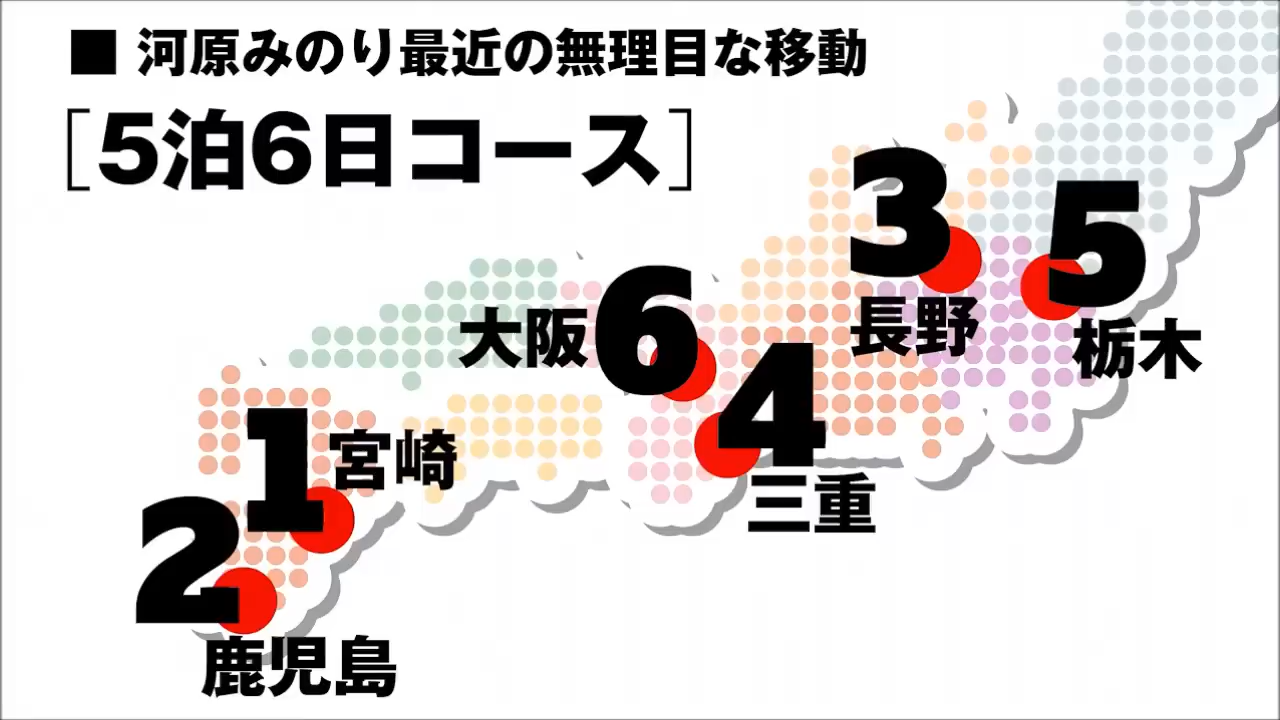 ■ 河原みのり最近の無理目な移動
[5泊6日コース]
3
長野
5
栃木
大阪
6
4
三重
1
宮崎
2
鹿児島